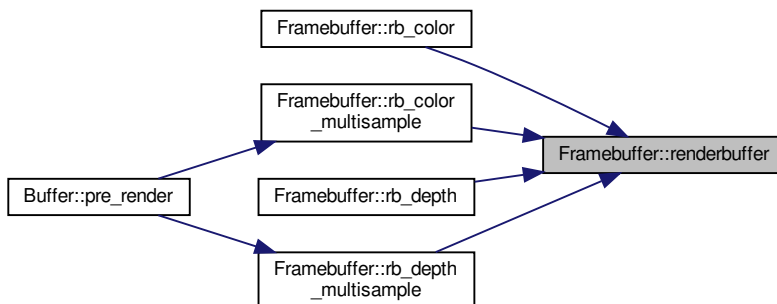 Framebuffer::rb_color
Framebuffer::rb_color
_multisample
Framebuffer::renderbuffer
Buffer::pre_render
Framebuffer::rb_depth
Framebuffer::rb_depth
_multisample